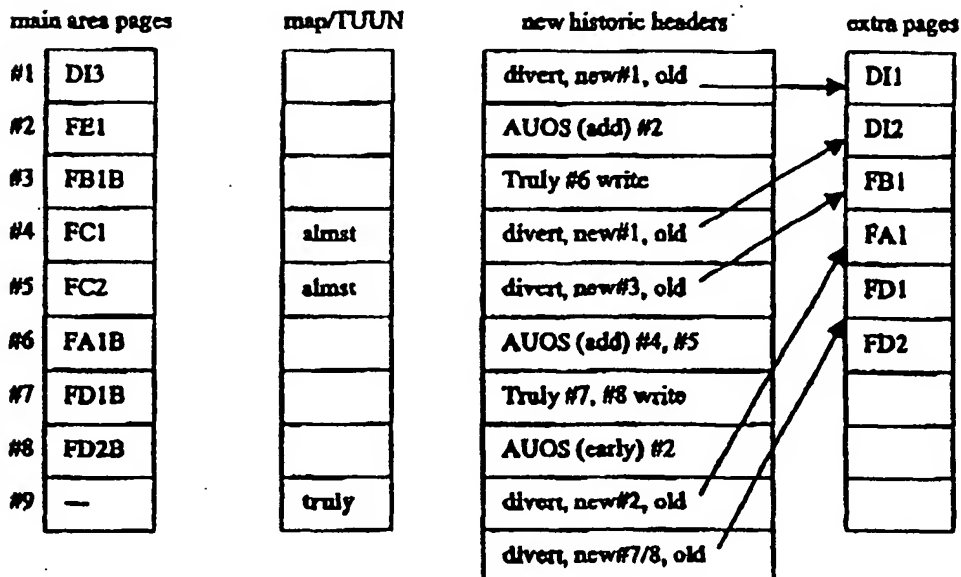 main area pages map/TUUN new historic headers extra pages
#1 DI3 divert, new#1, old DI1
#2 FE1 AUOS (add) #2 DI2
#3 FB1B Truly #6 write FB1
#4 FC1 almst divert, new#1, old FA1
#5 FC2 almst divert, new#3, old FD1
#6 FA1B AUOS (add) #4, #5 FD2
#7 FD1B Truly #7, #8 write
#8 FD2B AUOS (early) #2
#9 — truly divert, new#2, old
divert, new#7/8, old